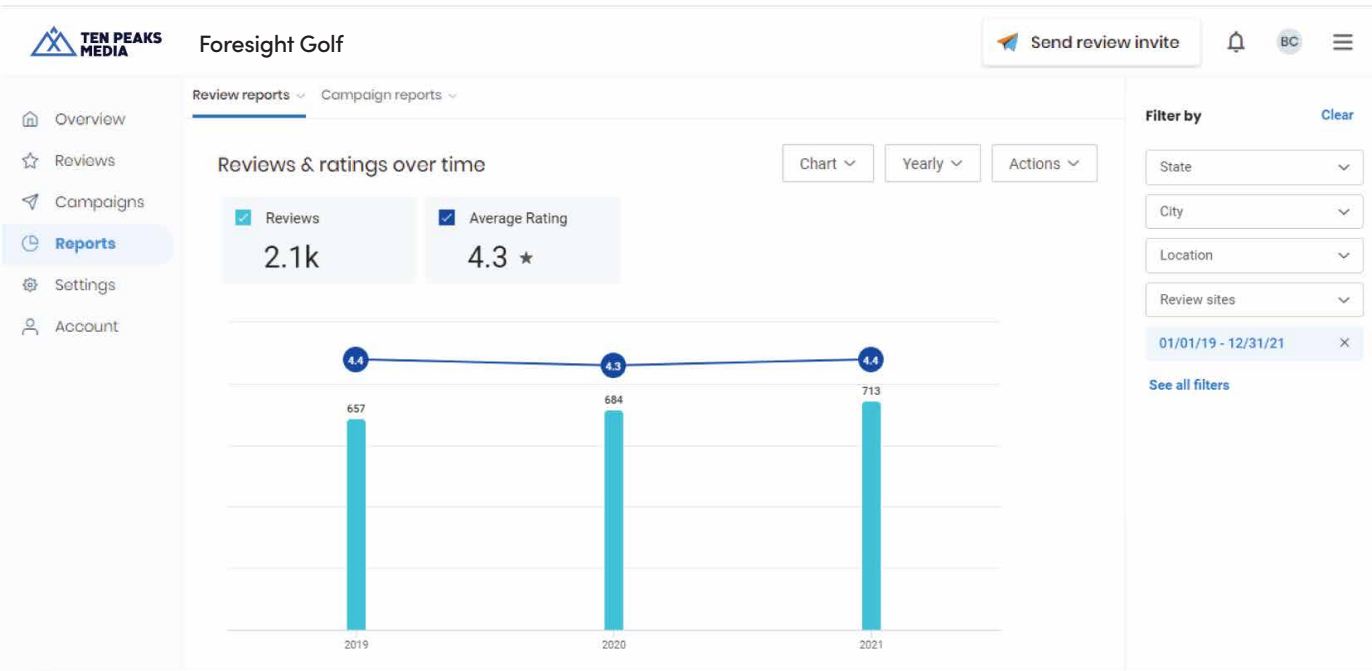 TEN PEAKS
MEDIA
Foresight Golf
Send review invite
BC
Overview
Reviews
Campaigns
Reports
Settings
Account
Review reports
Campaign reports
Reviews & ratings over time
Chart
Yearly
Actions
Reviews
2.1k
Average Rating
4.3 ★
4.4
4.3
4.4
657
684
713
2019
2020
2021
Filter by
Clear
State
City
Location
Review sites
01/01/19 - 12/31/21
See all filters